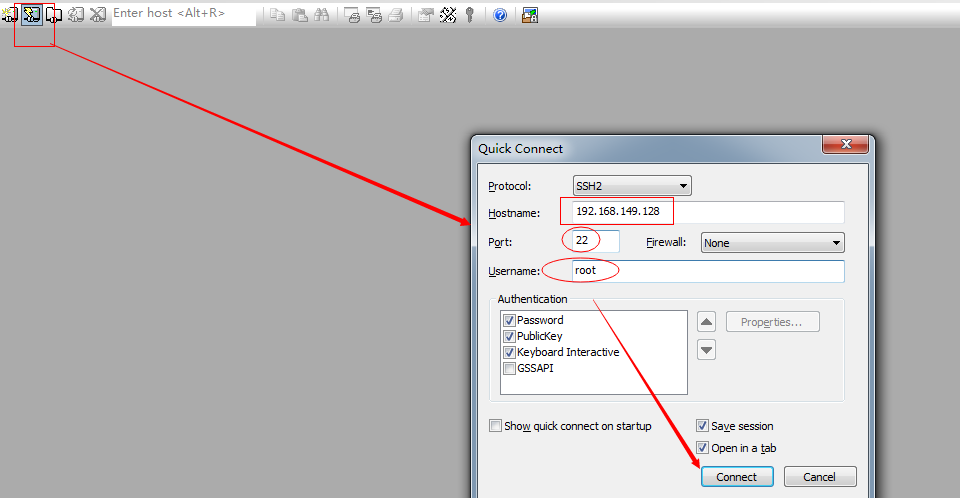 Enter host <Alt+R>
Quick Connect
Protocol: SSH2
Hostname: 192.168.149.128
Port: 22 Firewall: None
Username: root
Authentication
Password
PublicKey
Keyboard Interactive
GSSAPI
Properties...
Show quick connect on startup
Save session
Open in a tab
Connect Cancel